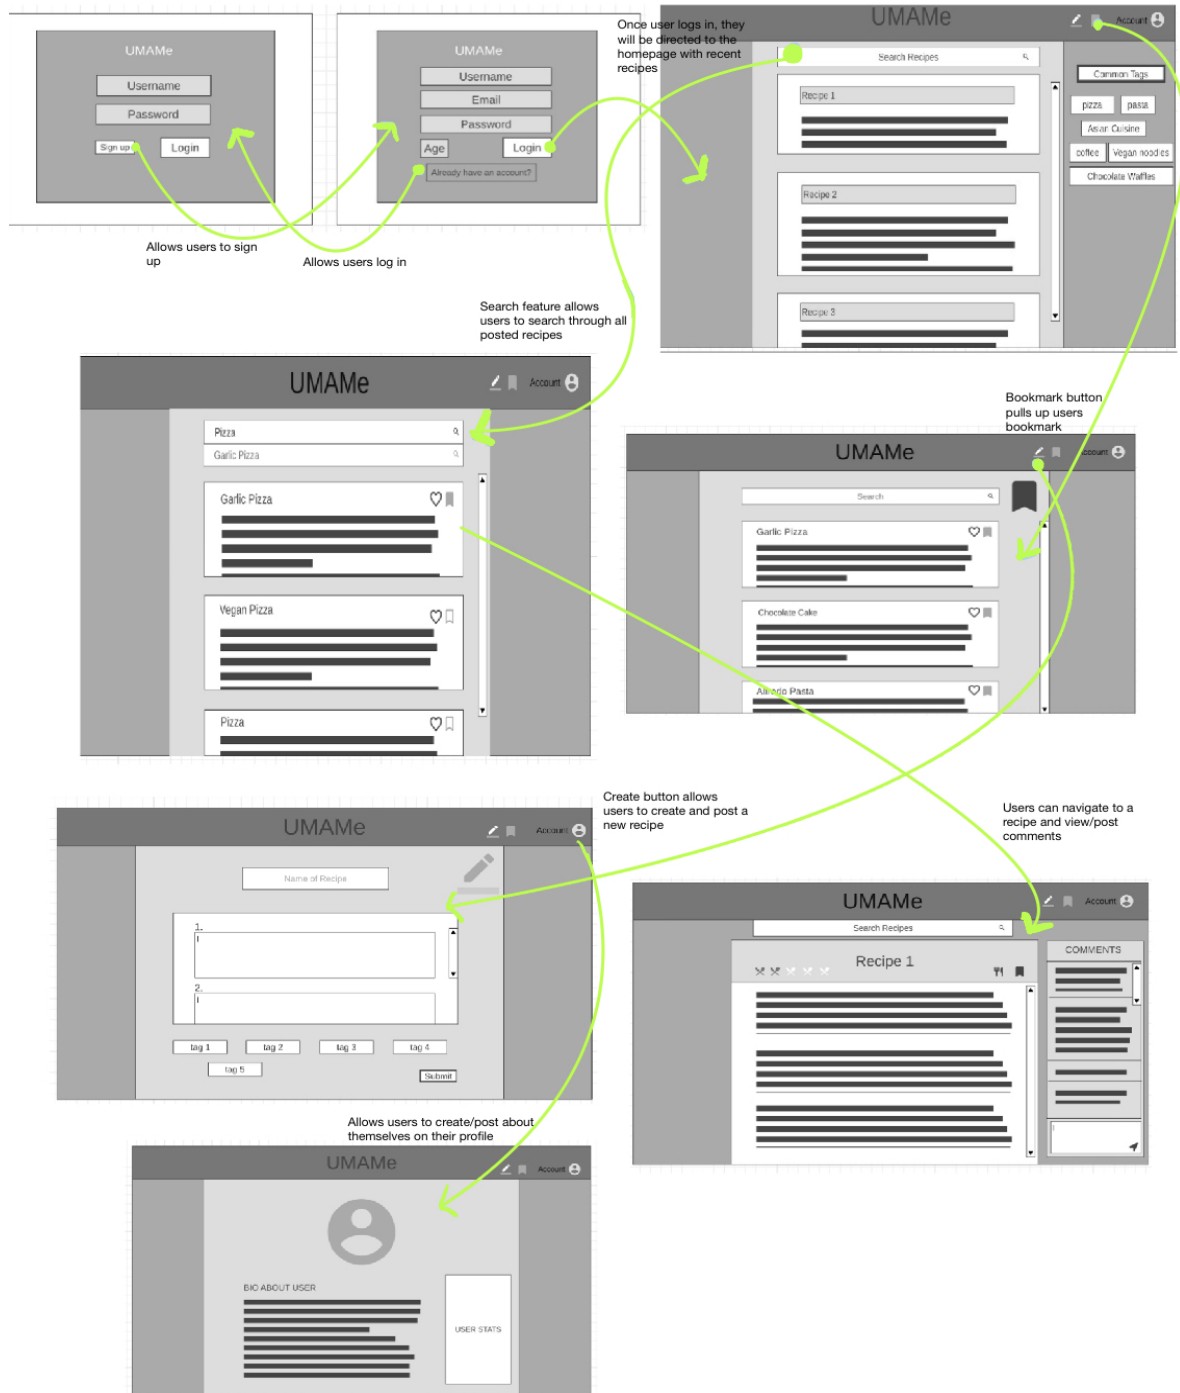 UMAMe
Username
Password
Sign up
Login
UMAMe
Username
Email
Password
Age
Login
Already have an account?
Allows users to sign
up
Allows users log in
Once user logs in, they
will be directed to the
homepage with recent
recipes
UMAMe
Account
Search Recipes
Recipe 1
Recipe 2
Recipe 3
Common Tags
pizza
pasta
Asian Cuisine
coffee
Vegan noodles
Chocolate Waffles
Search feature allows
users to search through all
posted recipes
UMAMe
Account
Pizza
Garlic Pizza
Garlic Pizza
Vegan Pizza
Pizza
Bookmark button
pulls up users
bookmark
UMAMe
Account
Search
Garlic Pizza
Chocolate Cake
Alfredo Pasta
Create button allows
users to create and post a
new recipe
UMAMe
Account
Name of Recipe
1.
2.
tag 1
tag 2
tag 3
tag 4
tag 5
Submit
Users can navigate to a
recipe and view/post
comments
UMAMe
Account
Search Recipes
Recipe 1
COMMENTS
Allows users to create/post about
themselves on their profile
UMAMe
Account
BIO ABOUT USER
USER STATS